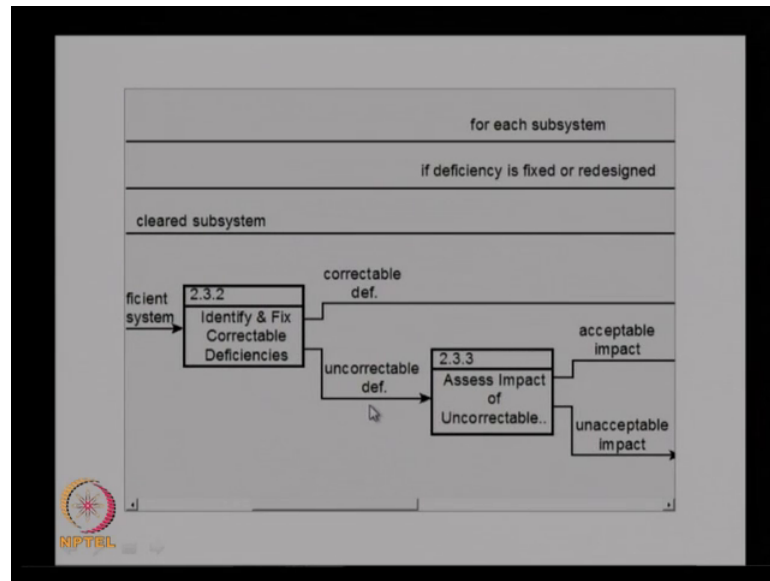 for each subsystem
if deficiency is fixed or redesigned
cleared subsystem
ficient
system
2.3.2
Identify & Fix
Correctable
Deficiencies
correctable
def.
uncorrectable
def.
2.3.3
Assess Impact
of
Uncorrectable..
acceptable
impact
unacceptable
impact
NPTEL